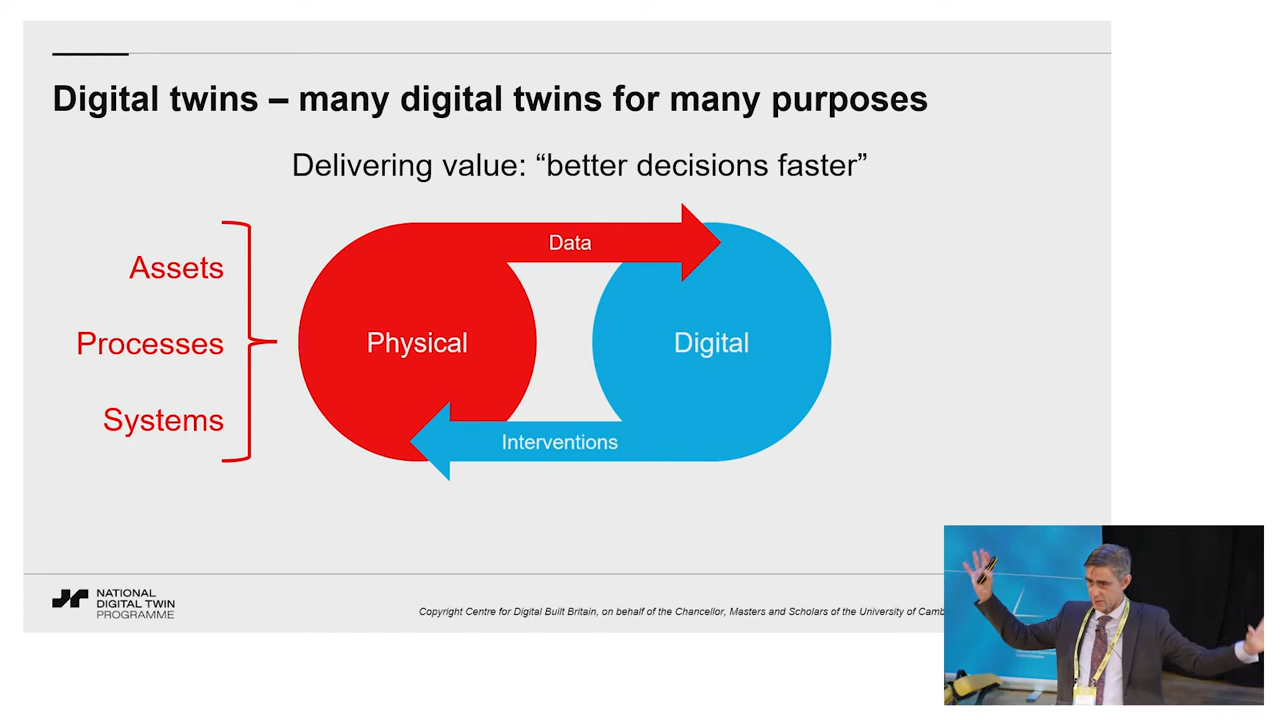 Digital twins – many digital twins for many purposes
Delivering value: “better decisions faster”
Assets
Processes
Systems
Data
Physical
Digital
Interventions
NATIONAL
DIGITAL TWIN
PROGRAMME
Copyright Centre for Digital Built Britain, on behalf of the Chancellor, Masters and Scholars of the University of